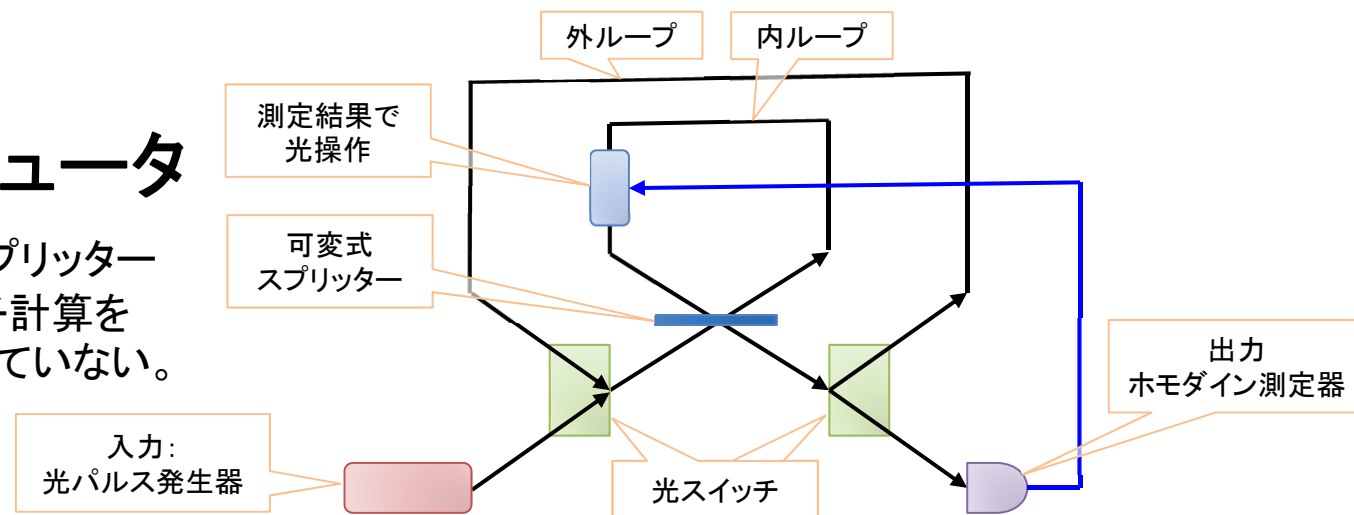 外ループ
内ループ
測定結果で
光操作
ュータ
可変式
スプリッター
プリッター
計算を
ていない。
出力
ホモダイン測定器
入力:
光パルス発生器
光スイッチ